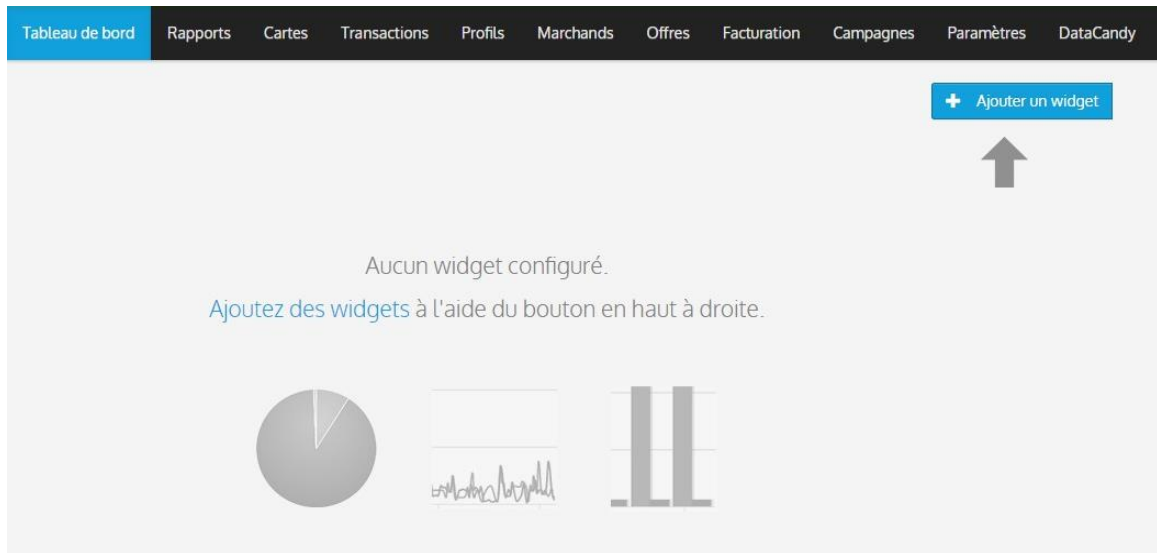 Tableau de bord Rapports Cartes Transactions Profils Marchands Offres Facturation Campagnes Paramètres DataCandy
Ajouter un widget
Aucun widget configuré.
Ajoutez des widgets à l'aide du bouton en haut à droite.